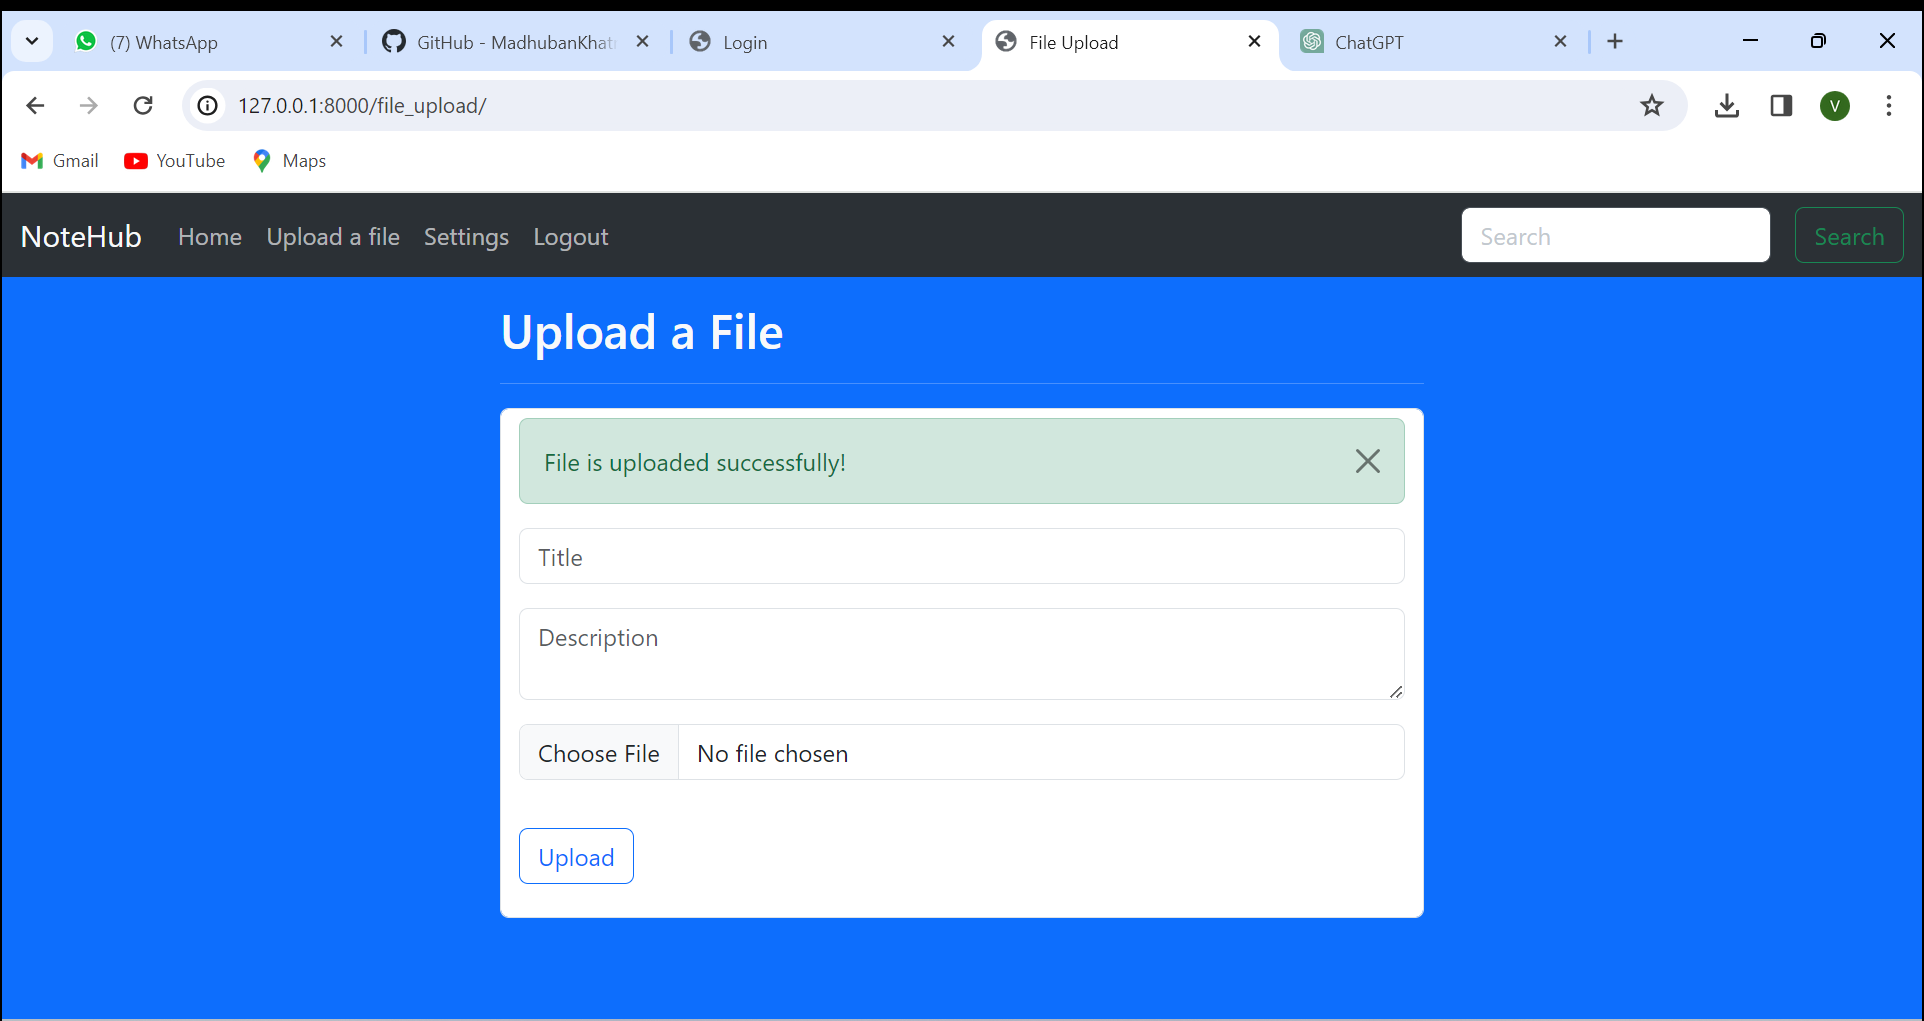 (7) WhatsApp
GitHub - MadhubanKhat
Login
File Upload
ChatGPT
127.0.0.1:8000/file_upload/
V
Gmail
YouTube
Maps
NoteHub
Home
Upload a file
Settings
Logout
Search
Search
Upload a File
File is uploaded successfully!
Title
Description
Choose File
No file chosen
Upload